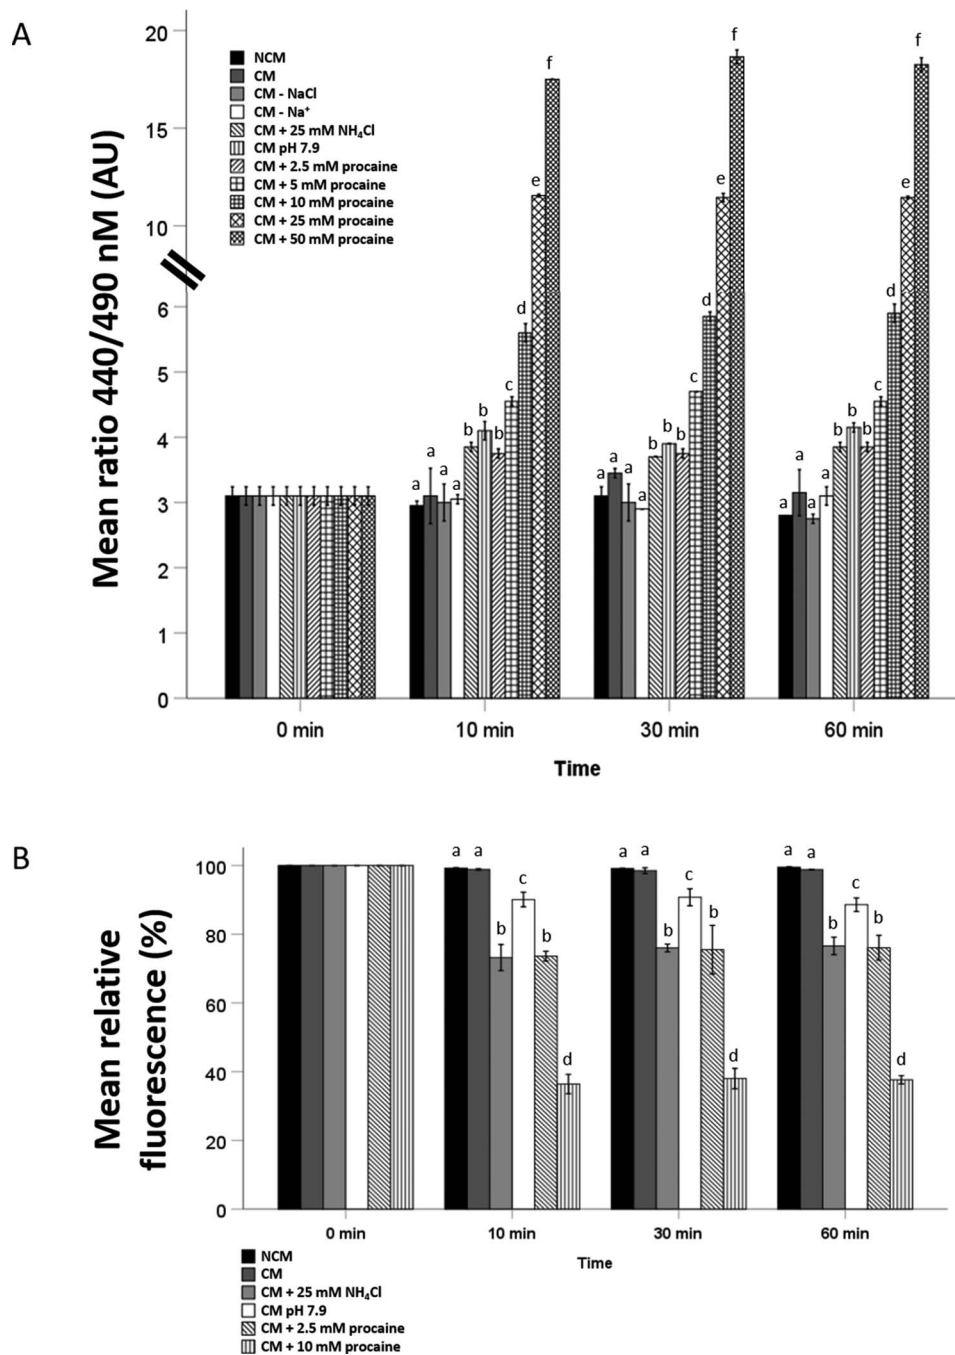 A
Mean ratio 440/490 nM (AU)
20
15
10
6
5
4
3
2
1
0
NCM
CM
CM - NaCl
CM - Na⁺
CM + 25 mM NH₄Cl
CM pH 7.9
CM + 2.5 mM procaine
CM + 5 mM procaine
CM + 10 mM procaine
CM + 25 mM procaine
CM + 50 mM procaine
a a a a b b b c d e f
a a a a b b b c d e f
a a a a b b b c d e f
0 min 10 min 30 min 60 min
Time
B
Mean relative
fluorescence (%)
100
80
60
40
20
0
a a b c b d
a a b c b d
a a b c b d
0 min 10 min 30 min 60 min
Time
NCM
CM
CM + 25 mM NH₄Cl
CM pH 7.9
CM + 2.5 mM procaine
CM + 10 mM procaine